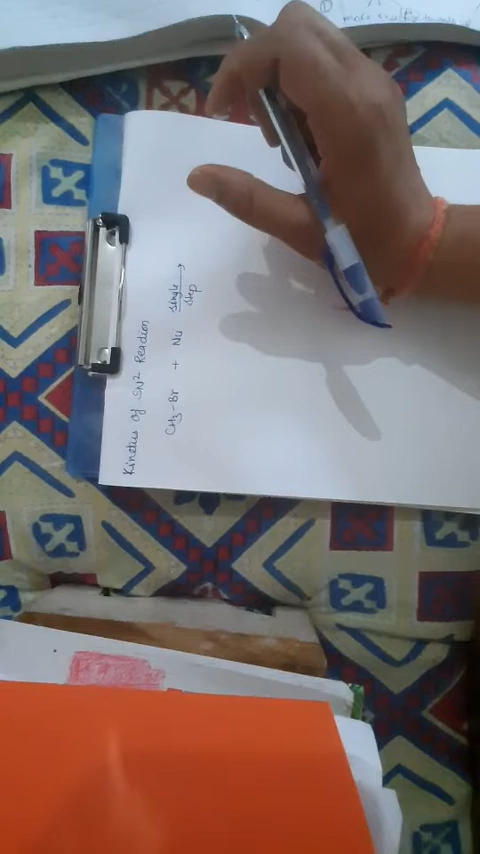 Kinetics of SN2 Reaction
CH3-Br + Nu single step →